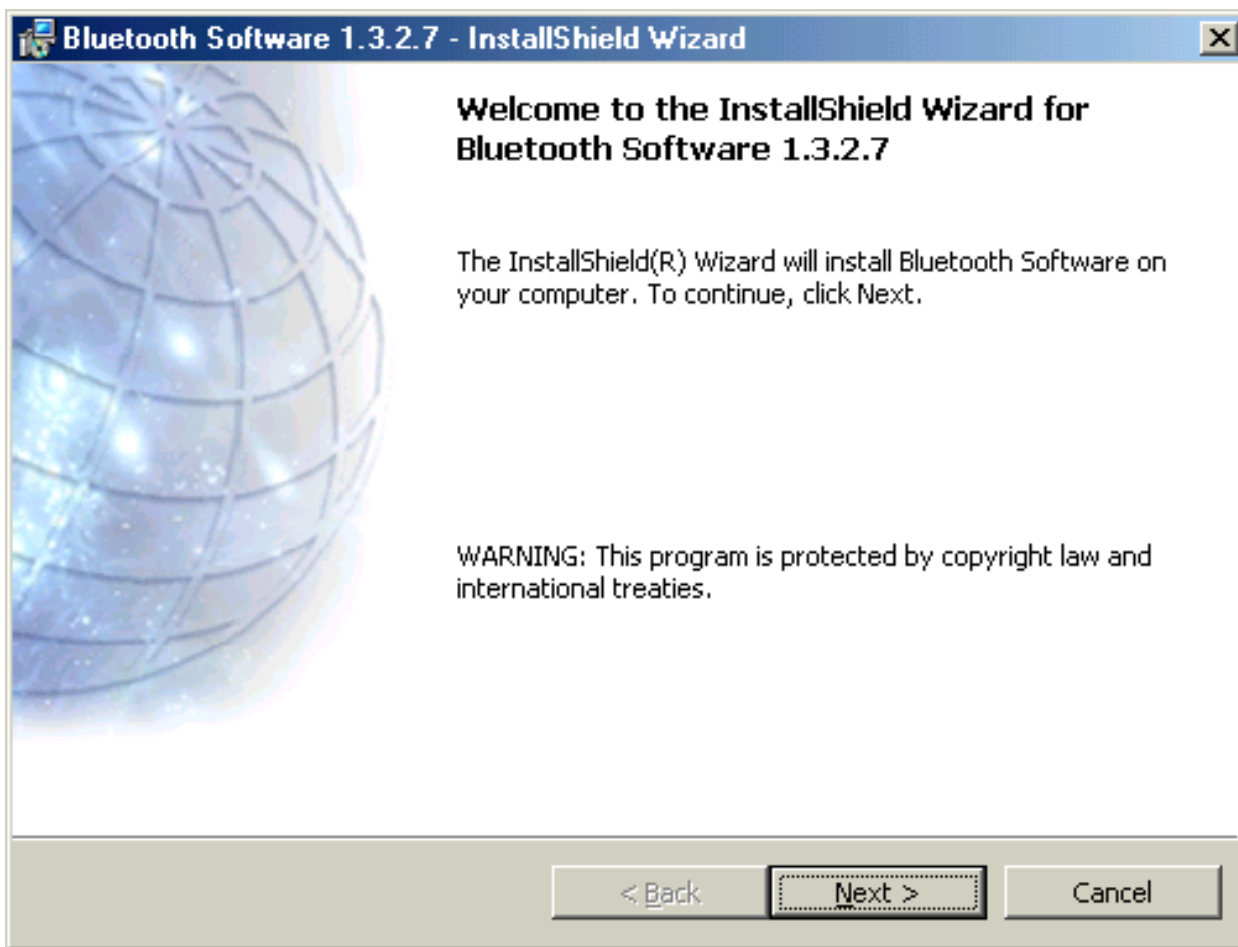 Bluetooth Software 1.3.2.7 - InstallShield Wizard
Welcome to the InstallShield Wizard for
Bluetooth Software 1.3.2.7
The InstallShield(R) Wizard will install Bluetooth Software on
your computer. To continue, click Next.
WARNING: This program is protected by copyright law and
international treaties.
< Back
Next >
Cancel